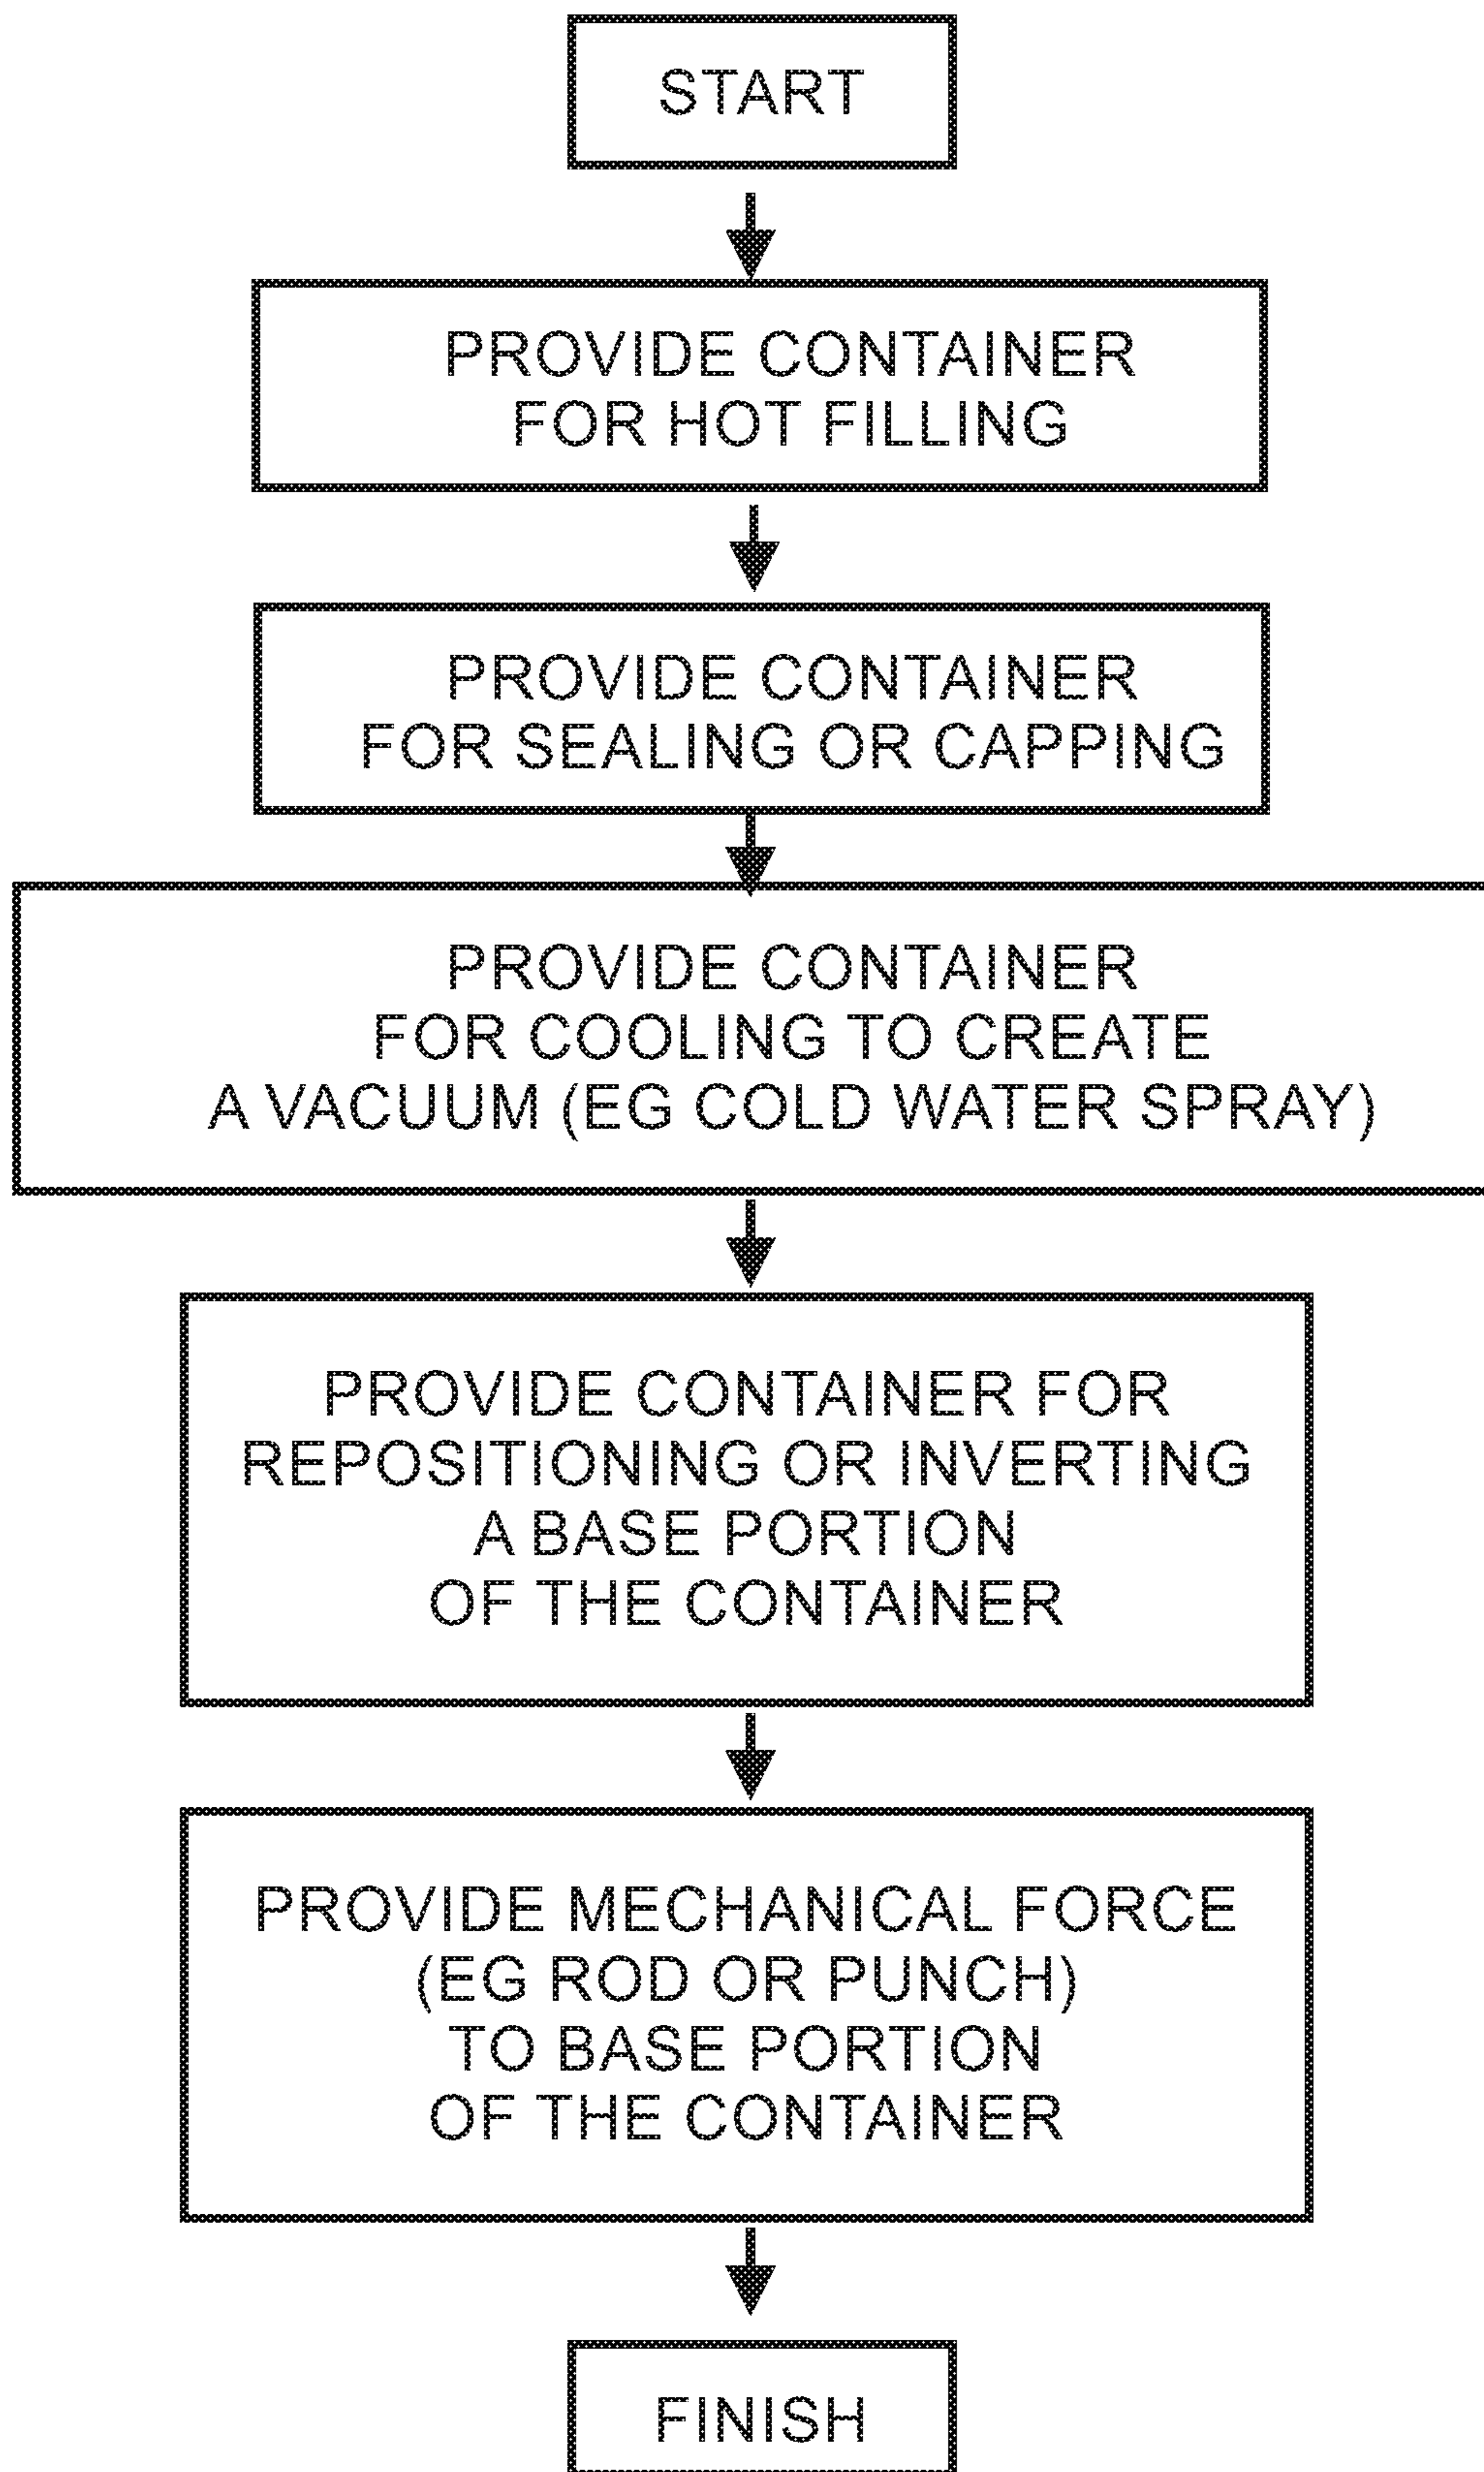 START
PROVIDE CONTAINER
FOR HOT FILLING
PROVIDE CONTAINER
FOR SEALING OR CAPPING
PROVIDE CONTAINER
FOR COOLING TO CREATE
A VACUUM (EG COLD WATER SPRAY)
PROVIDE CONTAINER FOR
REPOSITIONING OR INVERTING
A BASE PORTION
OF THE CONTAINER
PROVIDE MECHANICAL FORCE
(EG ROD OR PUNCH)
TO BASE PORTION
OF THE CONTAINER
FINISH